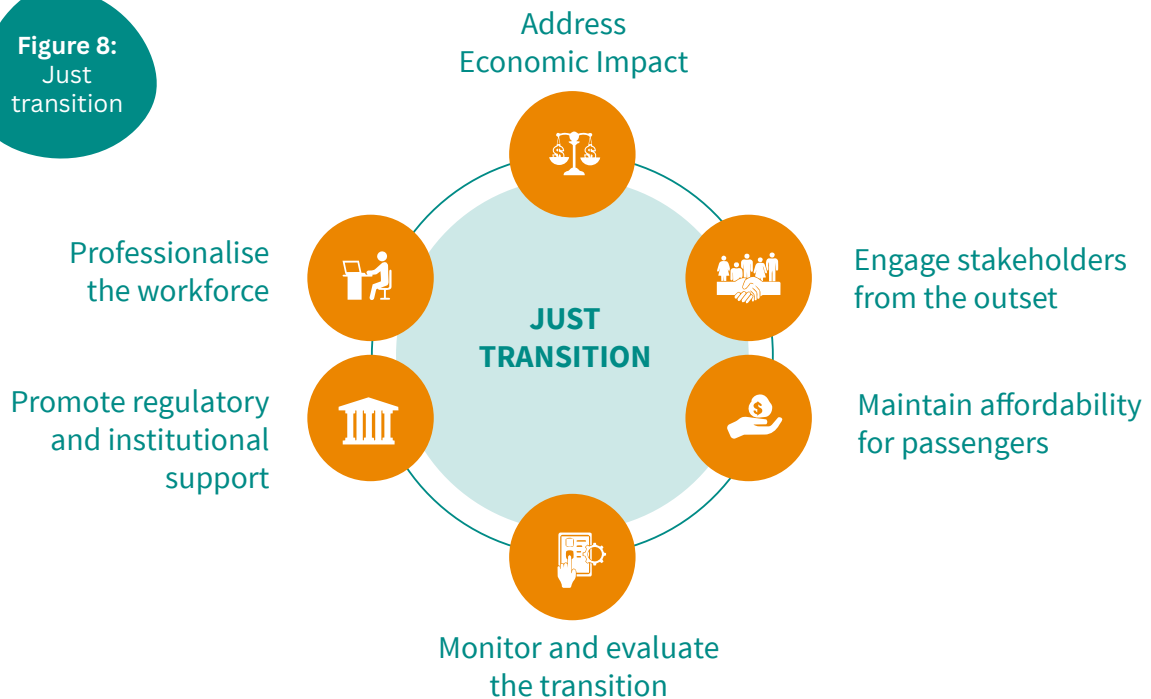 Figure 8:
Just
transition
Address
Economic Impact
Professionalise
the workforce
Engage stakeholders
from the outset
JUST
TRANSITION
Promote regulatory
and institutional
support
Maintain affordability
for passengers
Monitor and evaluate
the transition
$ $
$